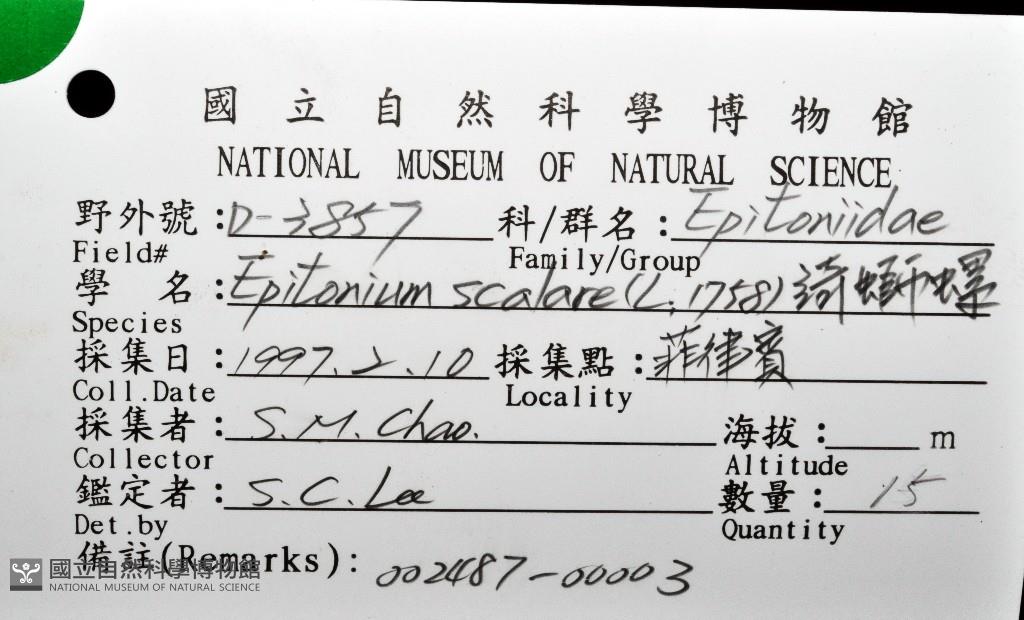 國立自然科學博物館
NATIONAL MUSEUM OF NATURAL SCIENCE
野外號:D-3857 科/群名:Epitoniidae
Field# Family/Group
學名:Epitonium scalare (L., 1758) 綺螄螺
Species
採集日:1997.2.10 採集點:菲律賓
Coll.Date Locality
採集者:S.M. Chao. 海拔: m
Collector Altitude
鑑定者:S.C. Lee 數量:15
Det.by Quantity
備註(Remarks): 002487-00003
國立自然科學博物館
NATIONAL MUSEUM OF NATURAL SCIENCE